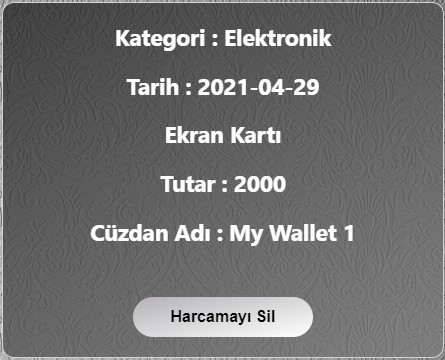 Kategori : Elektronik
Tarih : 2021-04-29
Ekran Kartı
Tutar : 2000
Cüzdan Adı : My Wallet 1
Harcamayı Sil